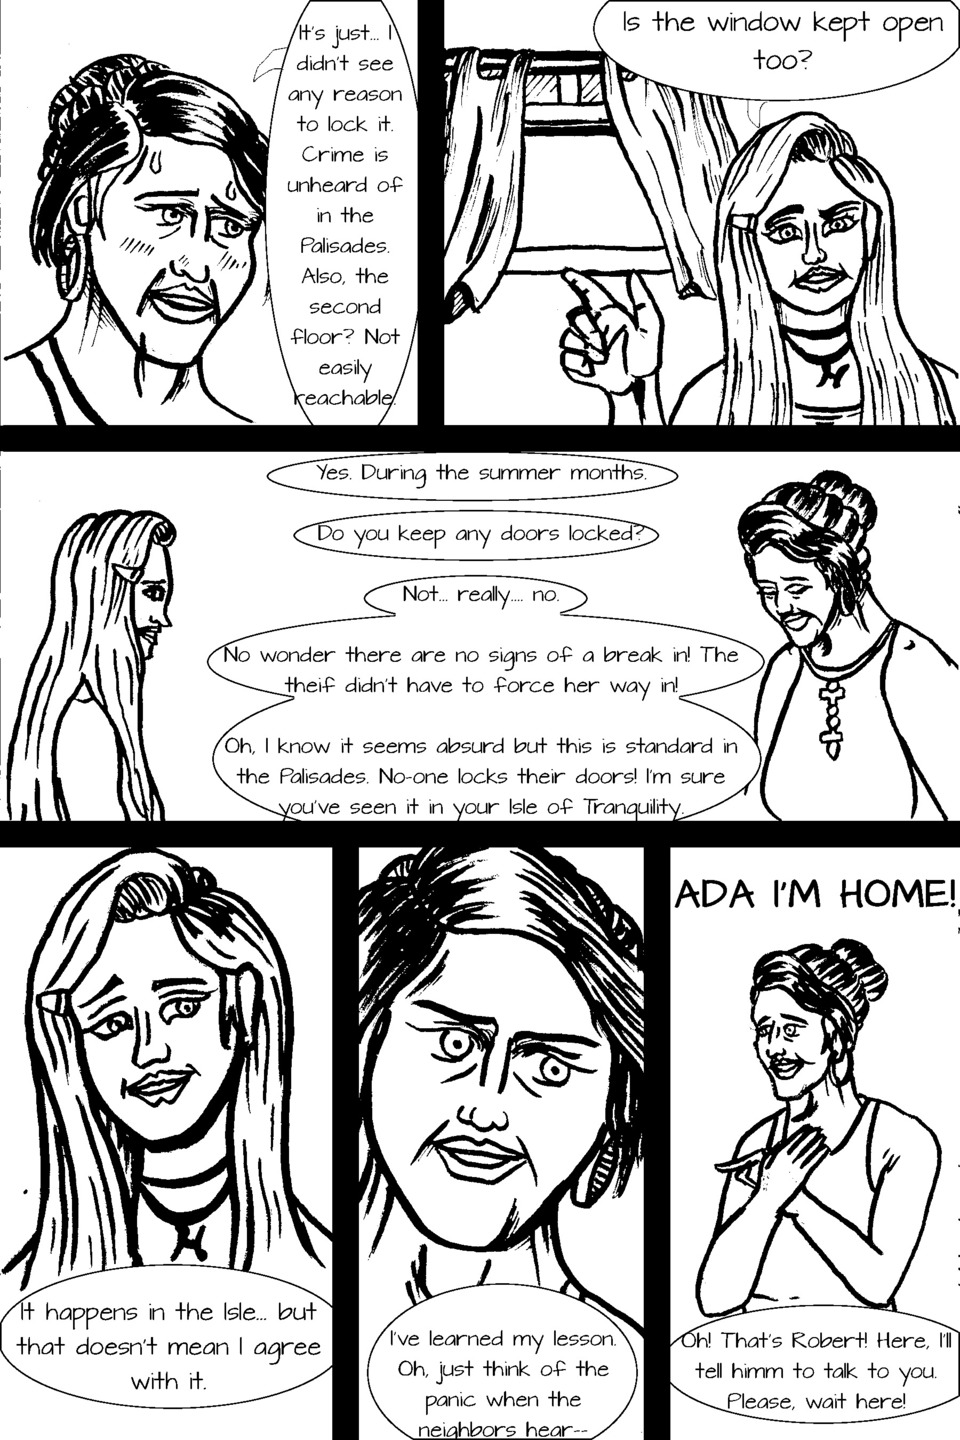 It's just... I
didn't see
any reason
to lock it.
Crime is
unheard of
in the
Palisades.
Also, the
second
floor? Not
easily
reachable.
Is the window kept open
too?
Yes. During the summer months.
Do you keep any doors locked?
Not... really.... no.
No wonder there are no signs of a break in! The
theif didn't have to force her way in!
Oh, I know it seems absurd but this is standard in
the Palisades. No-one locks their doors! I'm sure
you've seen it in your Isle of Tranquility.
It happens in the Isle... but
that doesn't mean I agree
with it.
I've learned my lesson.
Oh, just think of the
panic when the
neighbors hear--
ADA I'M HOME!
Oh! That's Robert! Here, I'll
tell himm to talk to you.
Please, wait here!